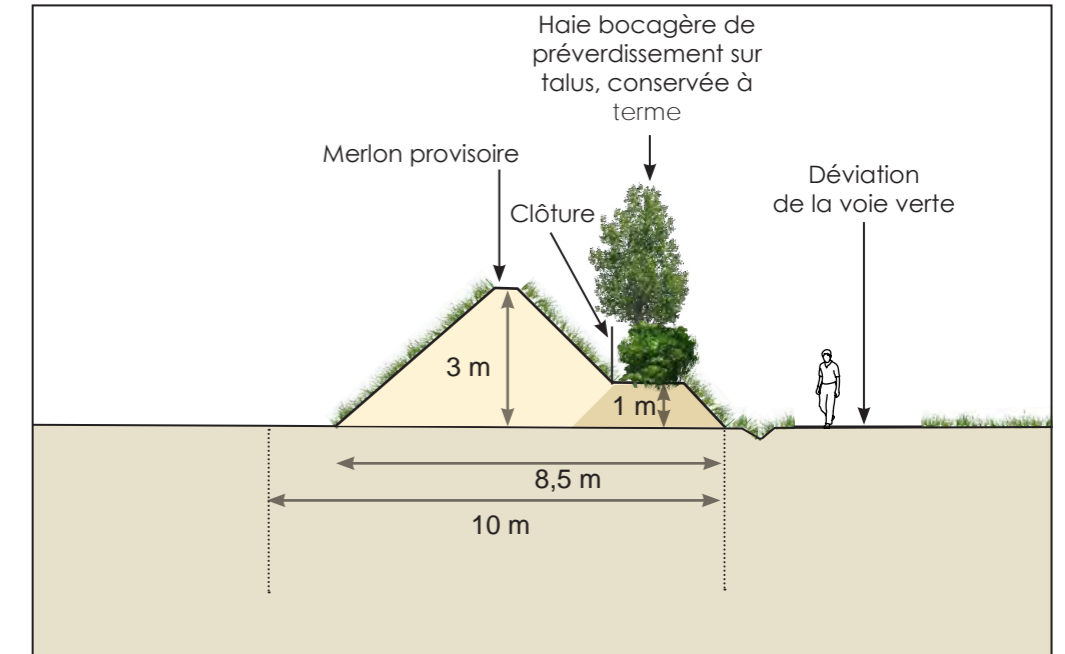 Haie bocagère de
préverdissement sur
talus, conservée à
terme
Merlon provisoire
Clôture
Déviation
de la voie verte
3 m
1 m
8,5 m
10 m